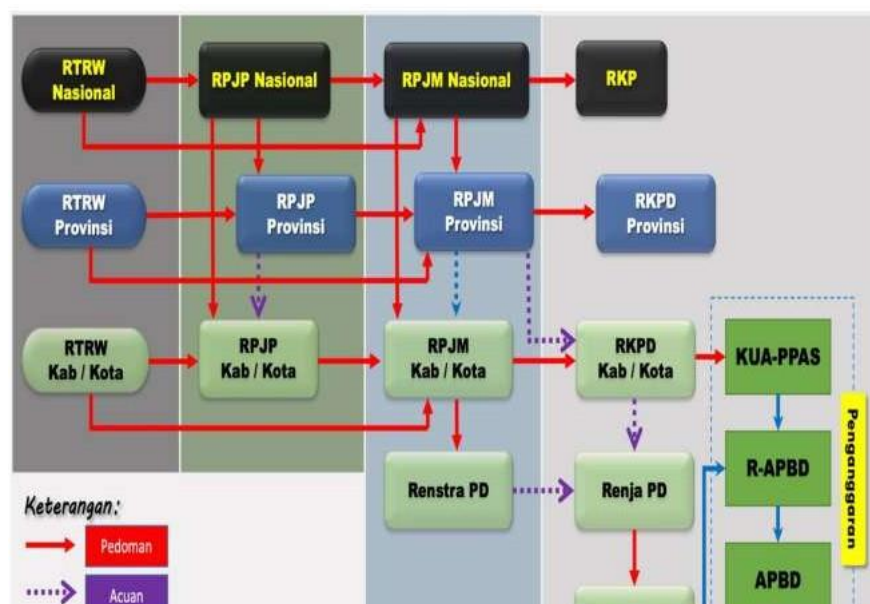 RTRW
Nasional
RPJP Nasional
RPJM Nasional
RKP
RTRW
Provinsi
RPJP
Provinsi
RPJM
Provinsi
RKPD
Provinsi
RTRW
Kab / Kota
RPJP
Kab / Kota
RPJM
Kab / Kota
RKPD
Kab / Kota
KUA-PPAS
Renstra PD
Renja PD
R-APBD
APBD
Penganggaran
Keterangan:
Pedoman
Acuan